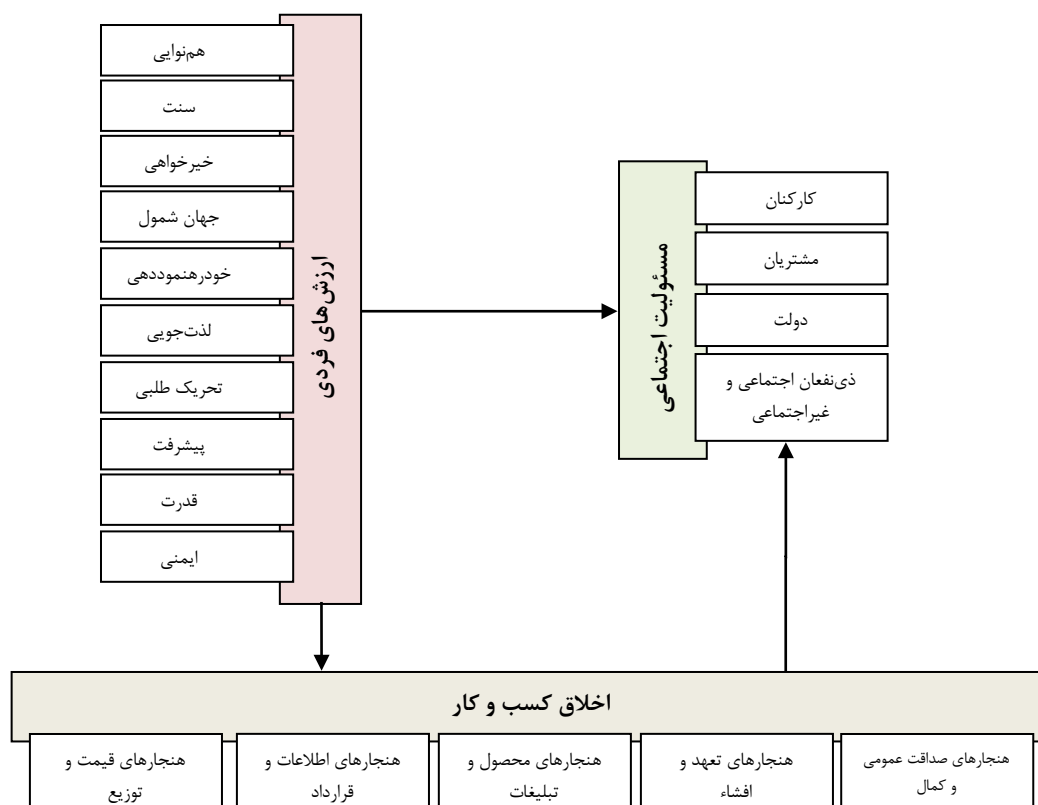 هم‌نوایی
سنت
خیرخواهی
جهان شمول
خودرهنموددهی
لذت‌جویی
تحریک طلبی
پیشرفت
قدرت
ایمنی
ارزش‌های فردی
مسئولیت اجتماعی
کارکنان
مشتریان
دولت
ذی‌نفعان اجتماعی و
غیراجتماعی
اخلاق کسب و کار
هنجارهای صداقت عمومی
و کمال
هنجارهای تعهد و
افشاء
هنجارهای محصول و
تبلیغات
هنجارهای اطلاعات و
قرارداد
هنجارهای قیمت و
توزیع